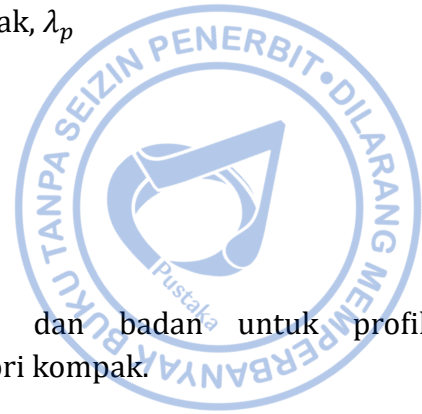 ak, λₚ
SEIZIN PENERBIT • DILARANG MEMPERBANYAK BUKU TANPA
Pustaka
dan badan untuk profil
ori kompak.